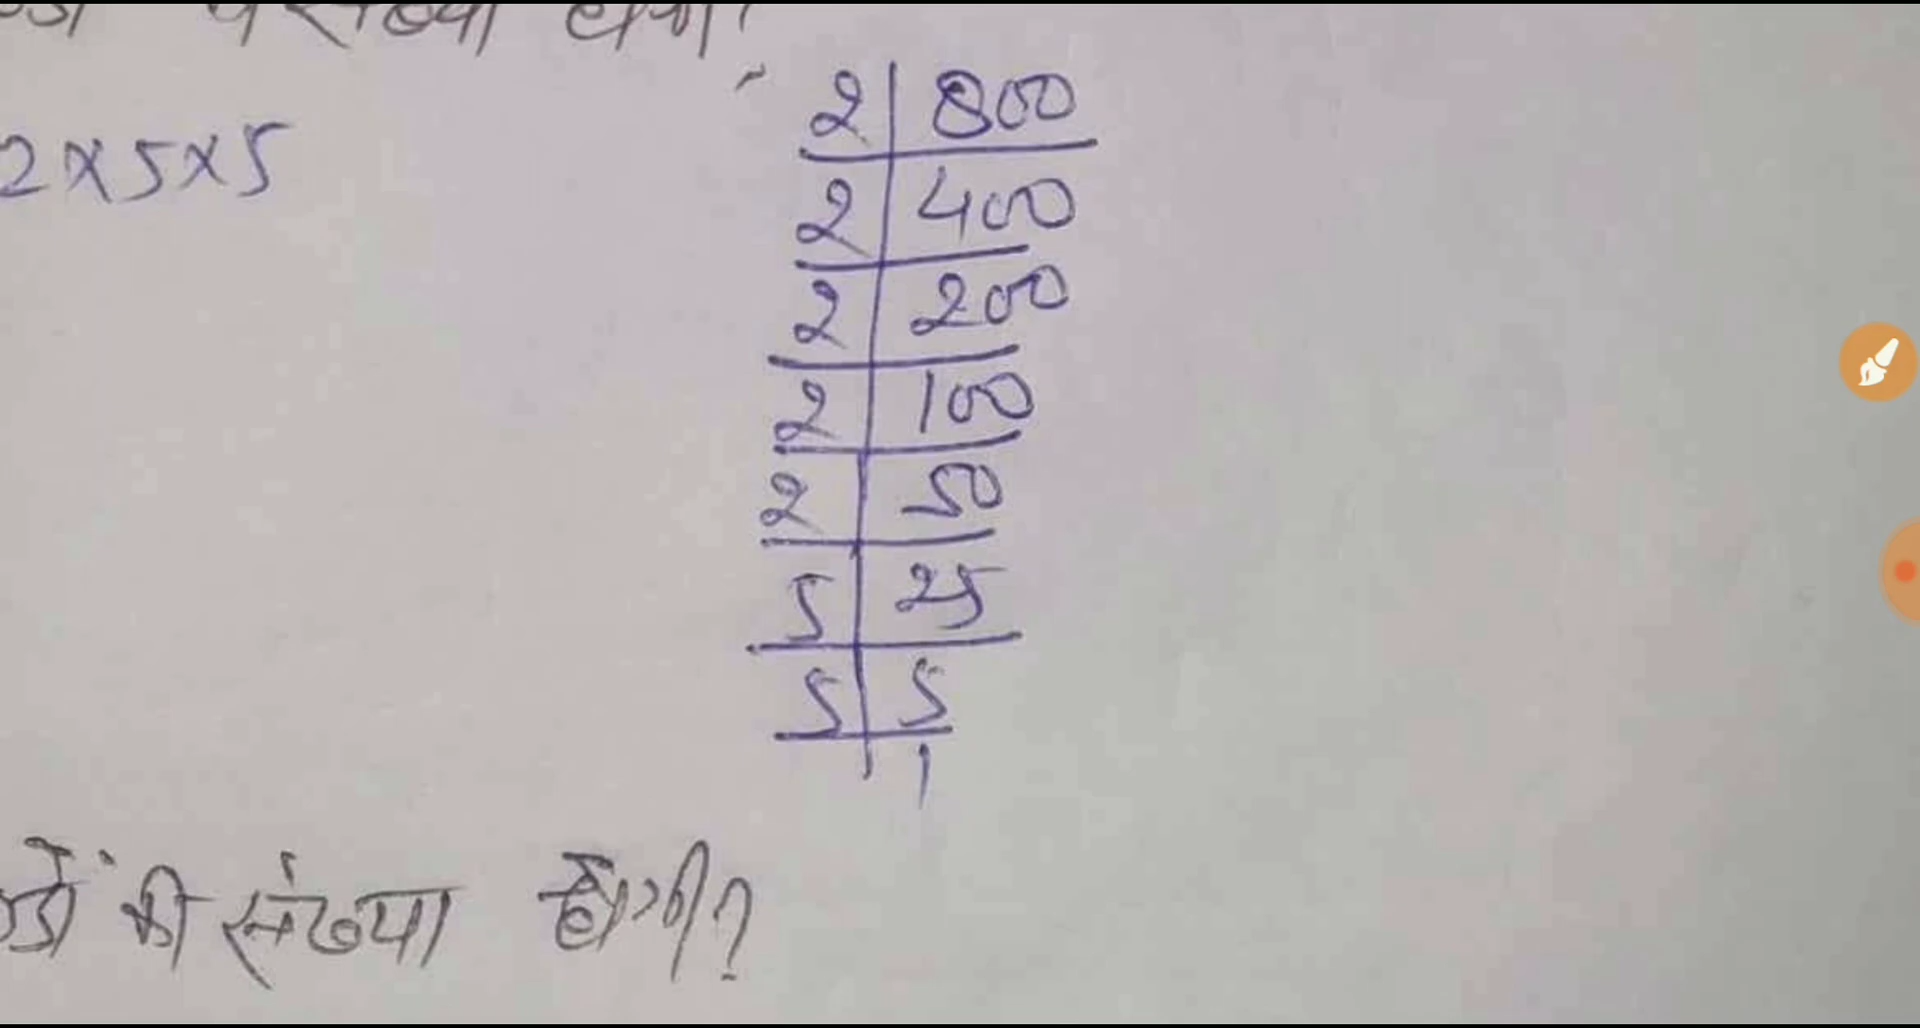 संख्या होगी?
2 | 800
2 | 400
2×5×5
2 | 200
2 | 100
2 | 50
5 | 25
5 | 5
1
की संख्या होगी?